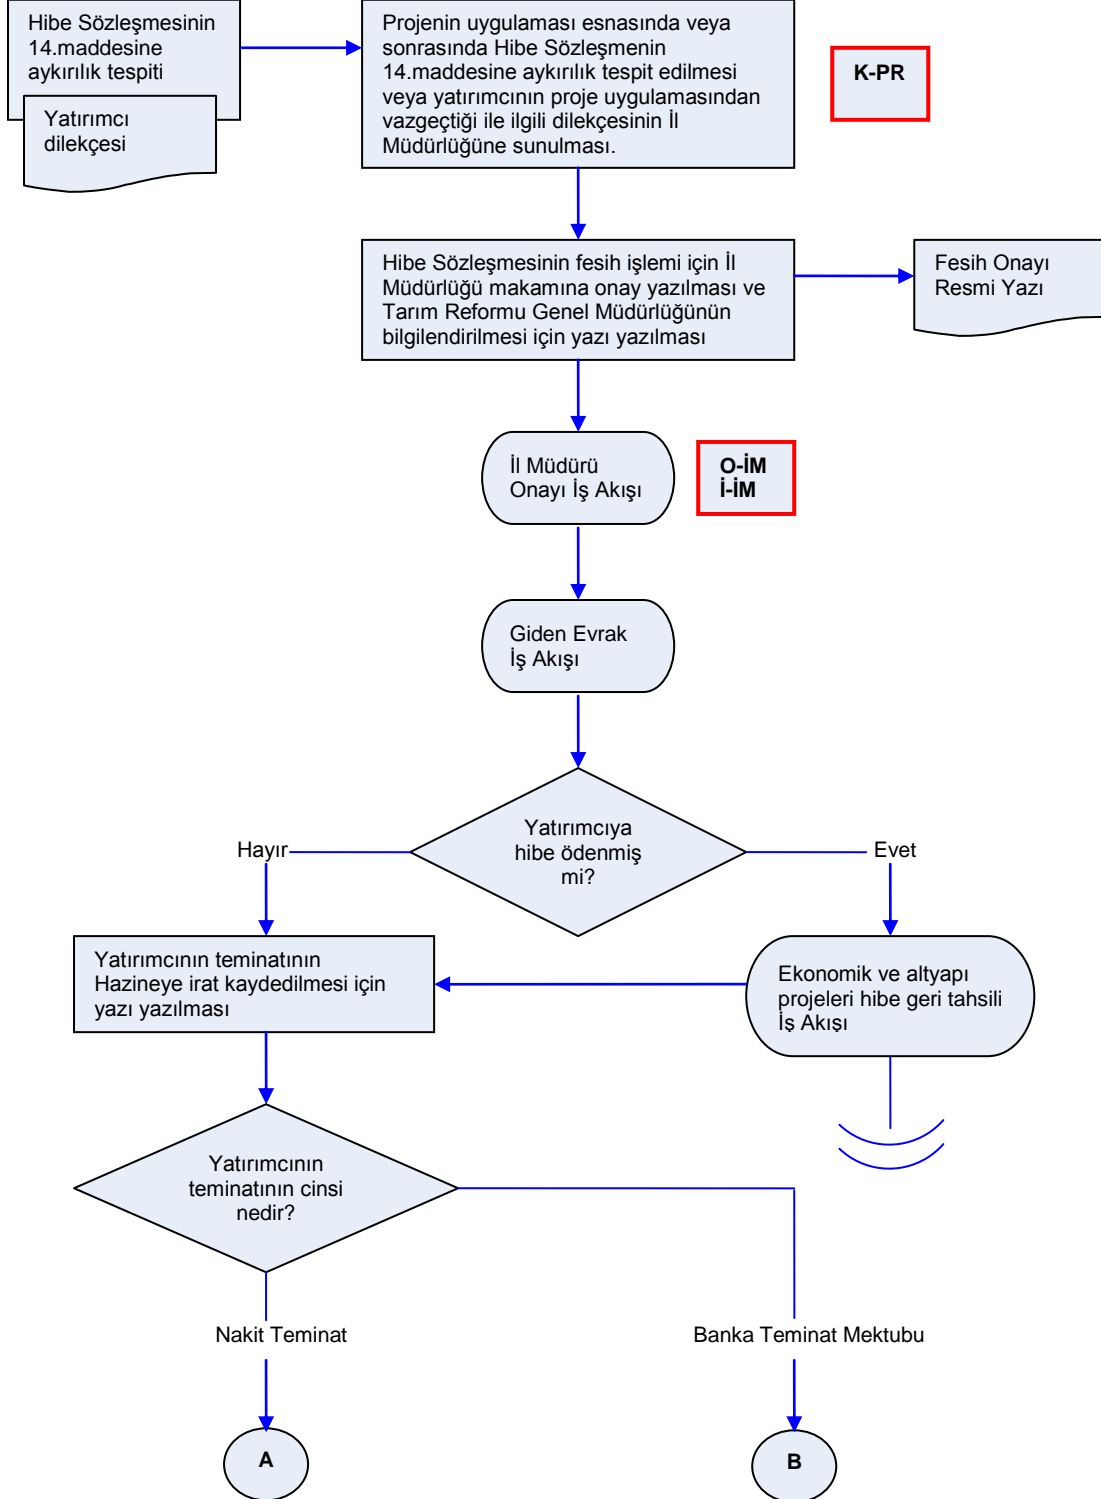 Hibe Sözleşmesinin
14.maddesine
aykırılık tespiti
Yatırımcı
dilekçesi
Projenin uygulaması esnasında veya
sonrasında Hibe Sözleşmenin
14.maddesine aykırılık tespit edilmesi
veya yatırımcının proje uygulamasından
vazgeçtiği ile ilgili dilekçesinin İl
Müdürlüğüne sunulması.
K-PR
Hibe Sözleşmesinin fesih işlemi için İl
Müdürlüğü makamına onay yazılması ve
Tarım Reformu Genel Müdürlüğünün
bilgilendirilmesi için yazı yazılması
Fesih Onayı
Resmi Yazı
İl Müdürü
Onayı İş Akışı
O-İM
İ-İM
Giden Evrak
İş Akışı
Yatırımcıya
hibe ödenmiş
mi?
Hayır
Evet
Yatırımcının teminatının
Hazineye irat kaydedilmesi için
yazı yazılması
Ekonomik ve altyapı
projeleri hibe geri tahsili
İş Akışı
Yatırımcının
teminatının cinsi
nedir?
Nakit Teminat
Banka Teminat Mektubu
A
B